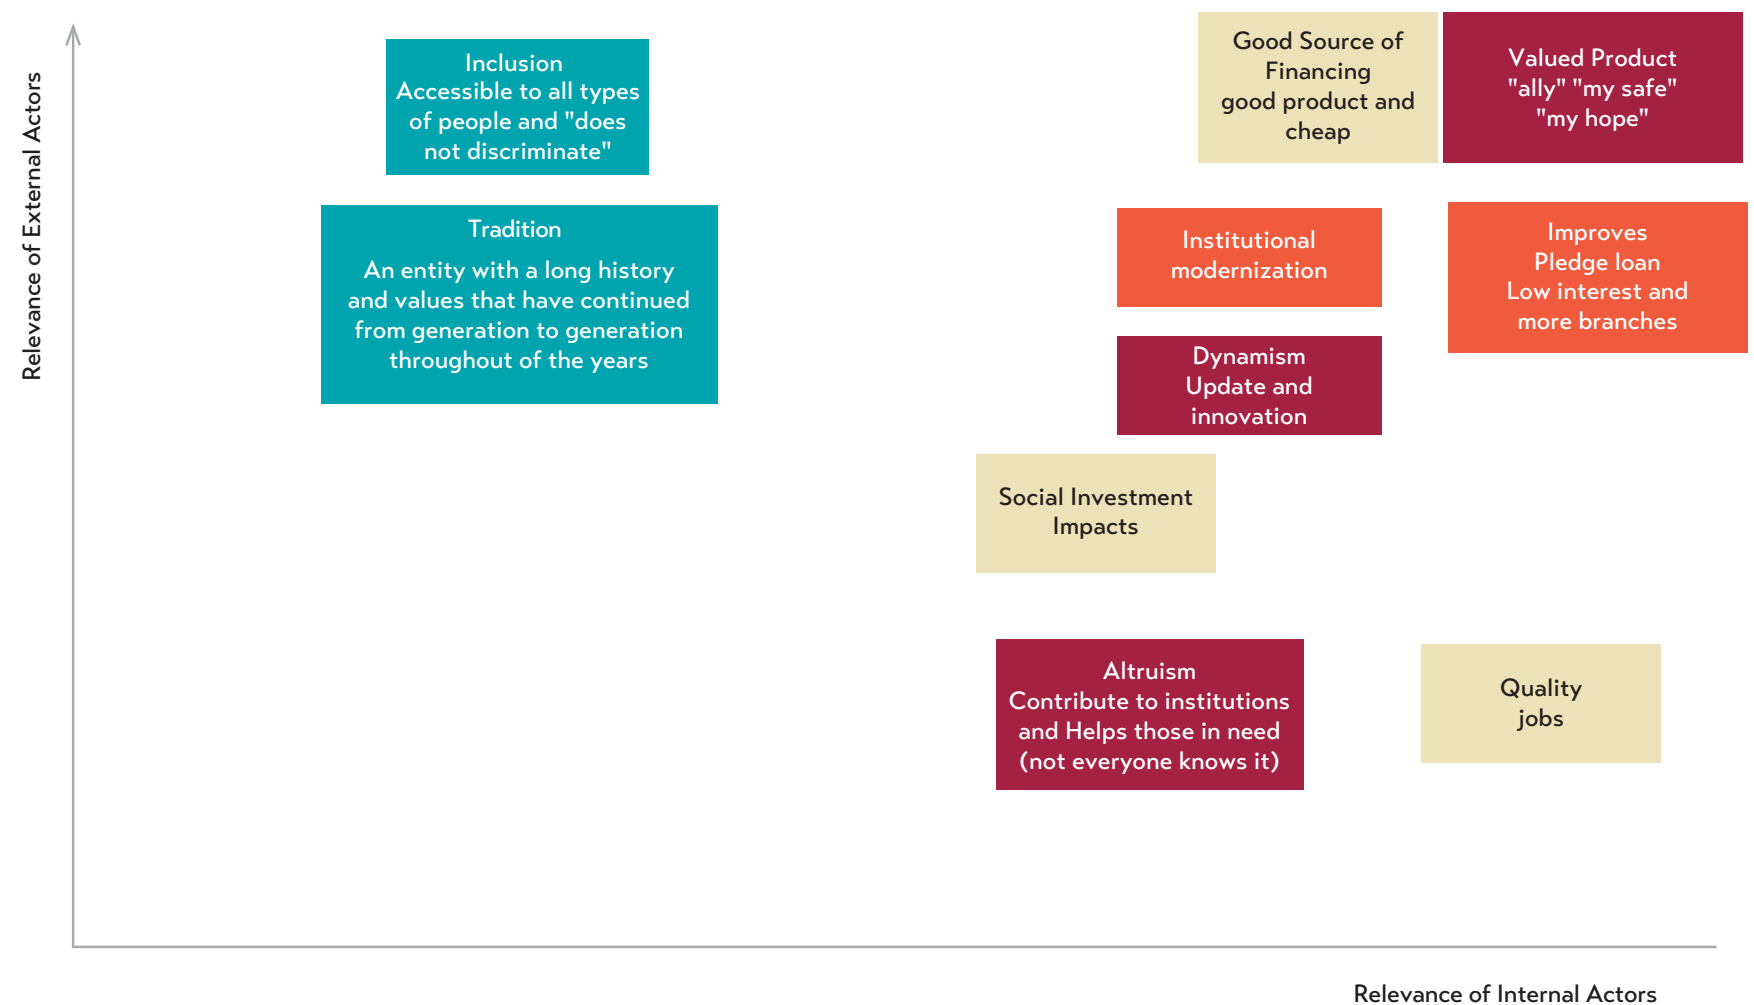 Relevance of External Actors
Inclusion
Accessible to all types
of people and "does
not discriminate"
Good Source of
Financing
good product and
cheap
Valued Product
"ally" "my safe"
"my hope"
Tradition
An entity with a long history
and values that have continued
from generation to generation
throughout of the years
Institutional
modernization
Improves
Pledge loan
Low interest and
more branches
Dynamism
Update and
innovation
Social Investment
Impacts
Altruism
Contribute to institutions
and Helps those in need
(not everyone knows it)
Quality
jobs
Relevance of Internal Actors